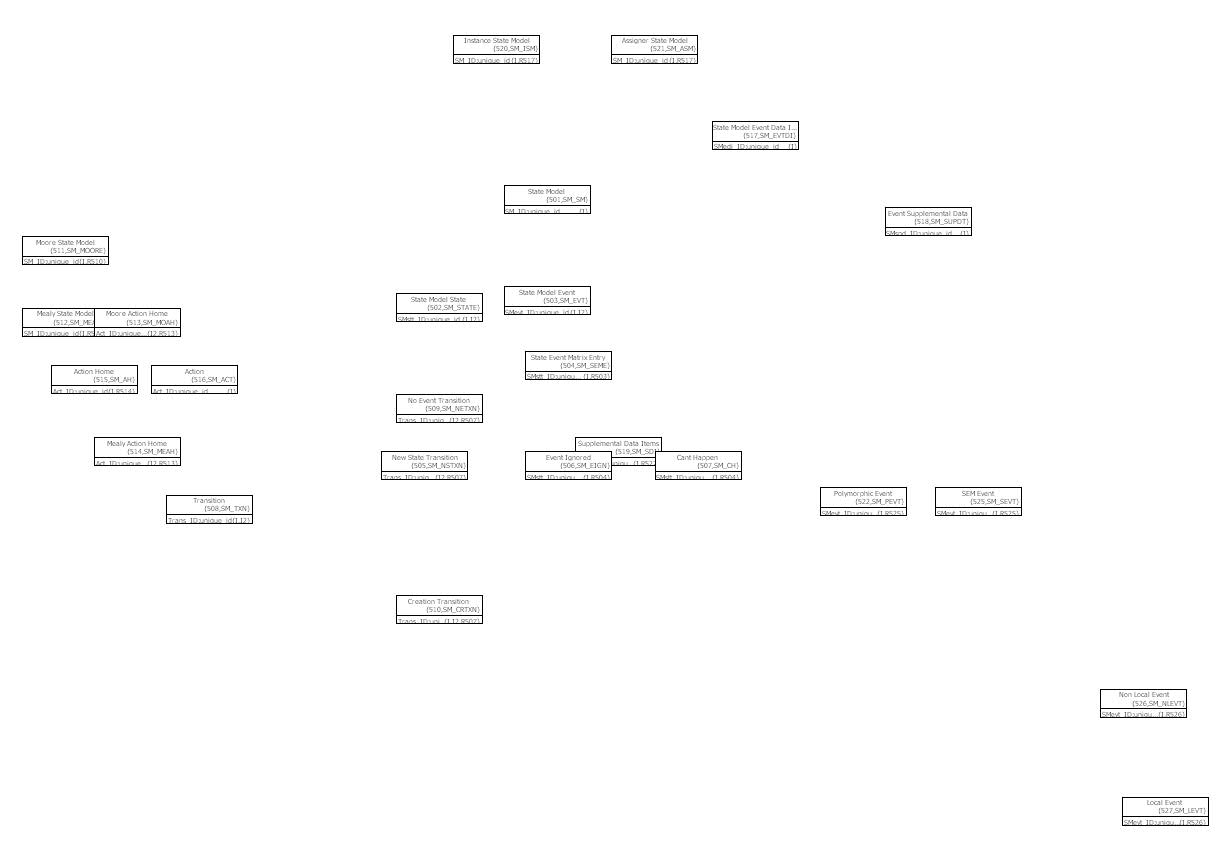 Instance State Model
{520,SM_ISM}
SM_ID:unique_id{I,R517}
Assigner State Model
{521,SM_ASM}
SM_ID:unique_id{I,R517}
State Model Event Data I...
{517,SM_EVTDI}
SMedi_ID:unique_id {I}
State Model
{501,SM_SM}
SM_ID:unique_id {I}
Event Supplemental Data
{518,SM_SUPDT}
SMspd_ID:unique_id {I}
Moore State Model
{511,SM_MOORE}
SM_ID:unique_id{I,R510}
State Model State
{502,SM_STATE}
SMstt_ID:unique_id{I,I2}
State Model Event
{503,SM_EVT}
SMevt_ID:unique_id{I,I2}
Mealy State Model
{512,SM_MEA
SM_ID:unique_id{I,R5
Moore Action Home
{513,SM_MOAH}
Act_ID:unique...{I2,R513}
State Event Matrix Entry
{504,SM_SEME}
SMstt_ID:uniqu...{I,R503}
Action Home
{515,SM_AH}
Act_ID:unique_id{I,R514}
Action
{516,SM_ACT}
Act_ID:unique_id {I}
No Event Transition
{509,SM_NETXN}
Trans_ID:uniq...{I2,R507}
Mealy Action Home
{514,SM_MEAH}
Act_ID:unique...{I2,R513}
Supplemental Data Items
{519,SM_SDI
New State Transition
{505,SM_NSTXN}
Trans_ID:uniq...{I2,R507}
Event Ignored
{506,SM_EIGN}
SMstt_ID:uniqu...{I,R504}
Cant Happen
{507,SM_CH}
SMstt_ID:uniqu...{I,R504}
Transition
{508,SM_TXN}
Trans_ID:unique_id{I,I2}
Polymorphic Event
{522,SM_PEVT}
SMevt_ID:uniqu...{I,R525}
SEM Event
{525,SM_SEVT}
SMevt_ID:uniqu...{I,R525}
Creation Transition
{510,SM_CRTXN}
Trans_ID:uni...{I,I2,R507}
Non Local Event
{526,SM_NLEVT}
SMevt_ID:uniqu...{I,R526}
Local Event
{527,SM_LEVT}
SMevt_ID:uniqu...{I,R526}